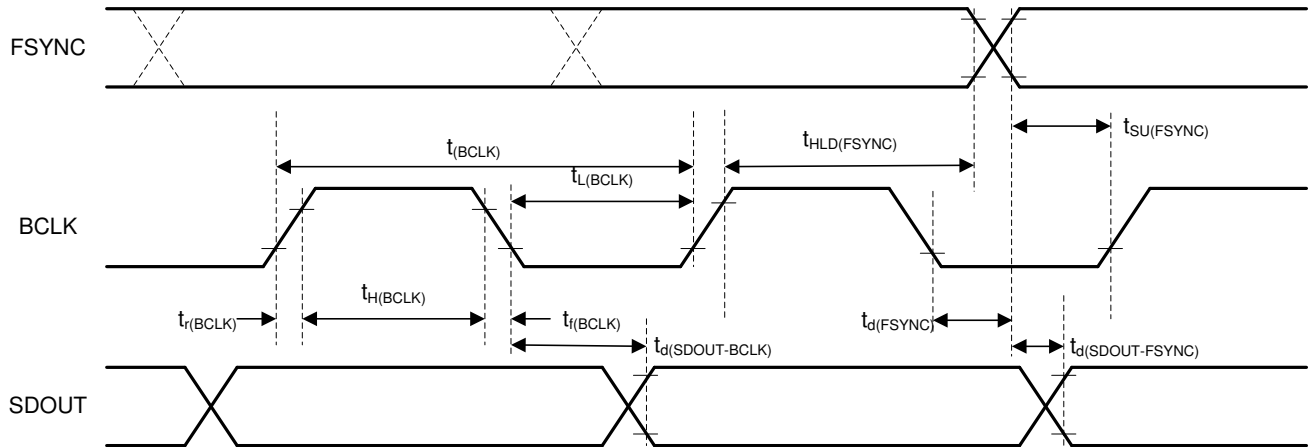 FSYNC
t(BCLK)
tHLD(FSYNC)
tSU(FSYNC)
tL(BCLK)
BCLK
tr(BCLK)
tH(BCLK)
tf(BCLK)
td(FSYNC)
td(SDOUT-BCLK)
td(SDOUT-FSYNC)
SDOUT